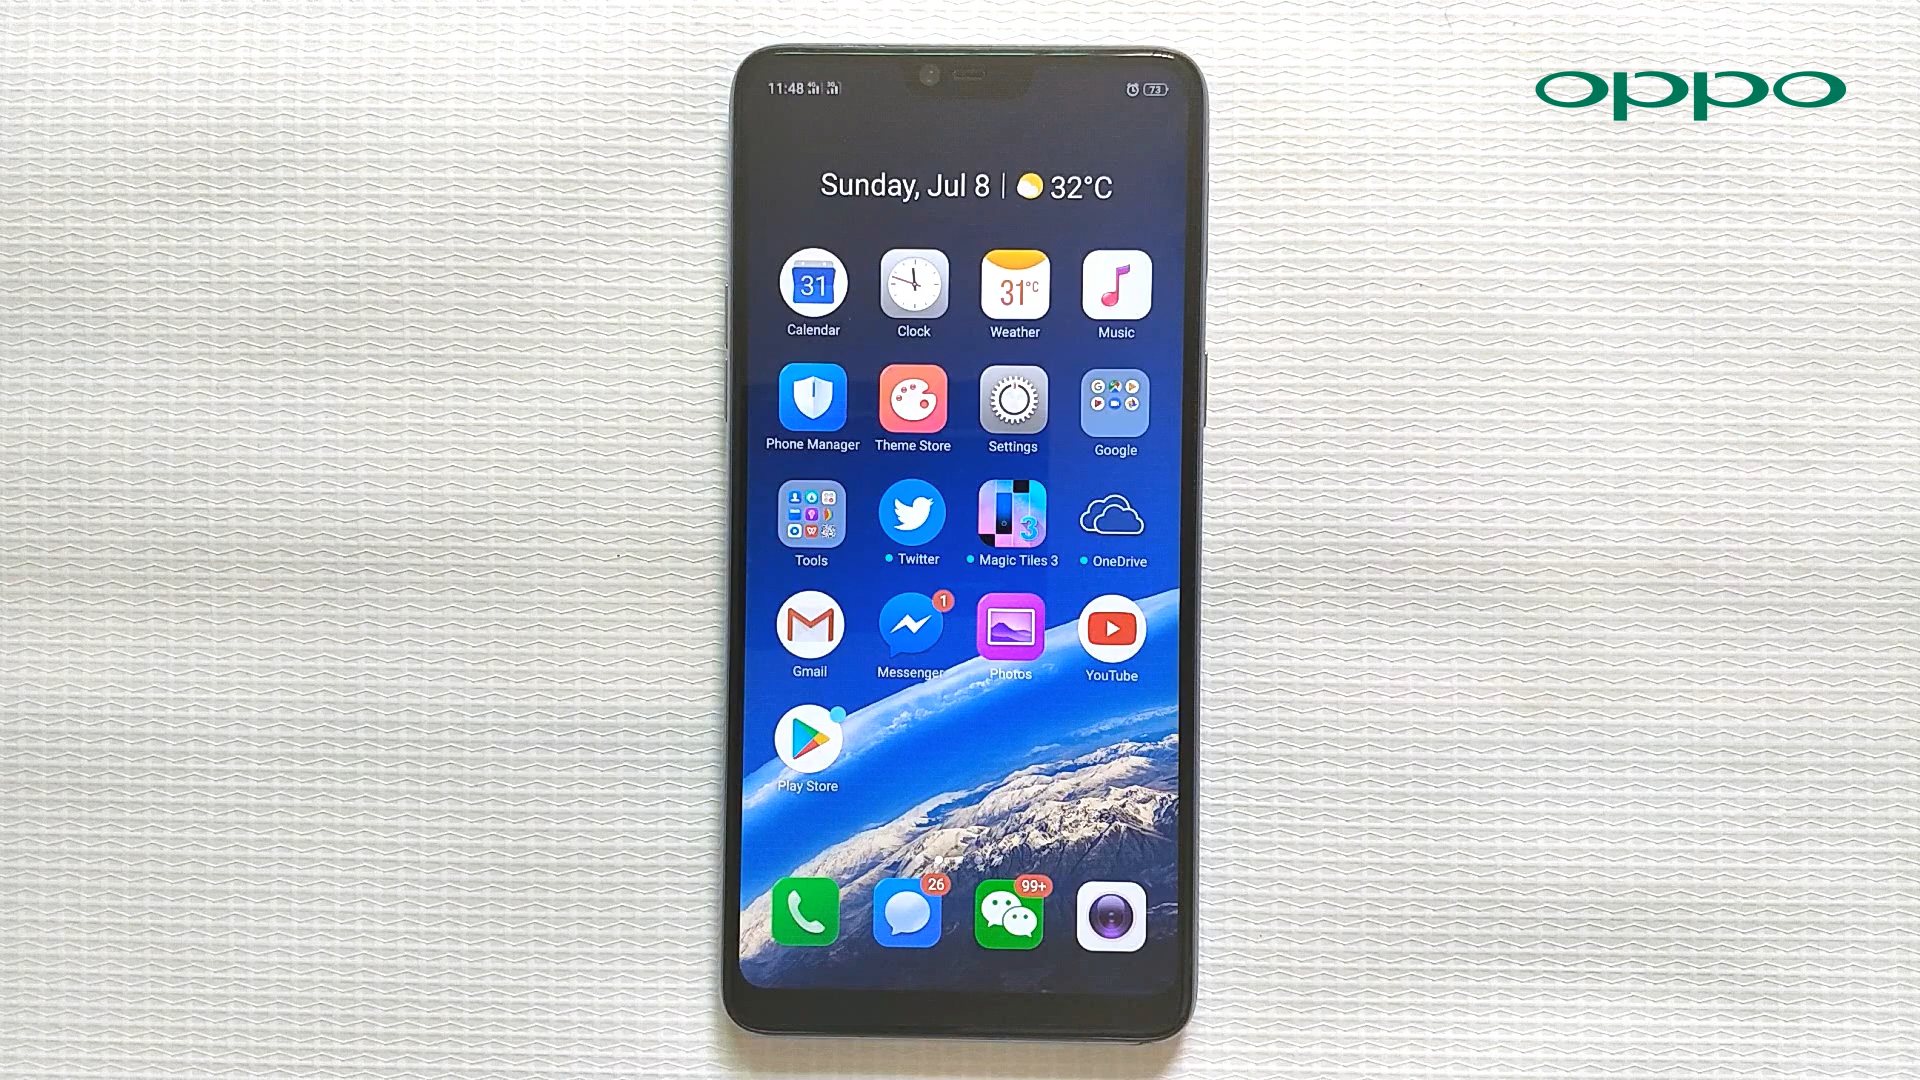 oppo
11:48
73
Sunday, Jul 8 | 32°C
31
31°C
Calendar
Clock
Weather
Music
Phone Manager
Theme Store
Settings
Google
3
Tools
Twitter
Magic Tiles 3
OneDrive
1
Gmail
Messenger
Photos
YouTube
Play Store
26
99+